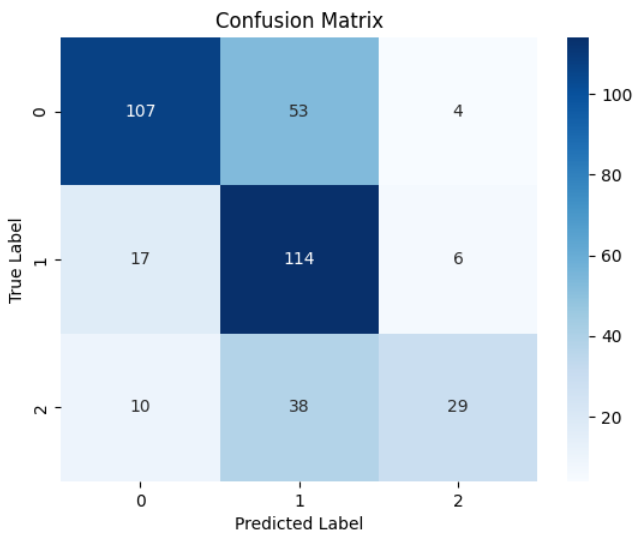 Confusion Matrix
0 107 53 4
1 17 114 6
2 10 38 29
0 1 2
Predicted Label
True Label
100
80
60
40
20